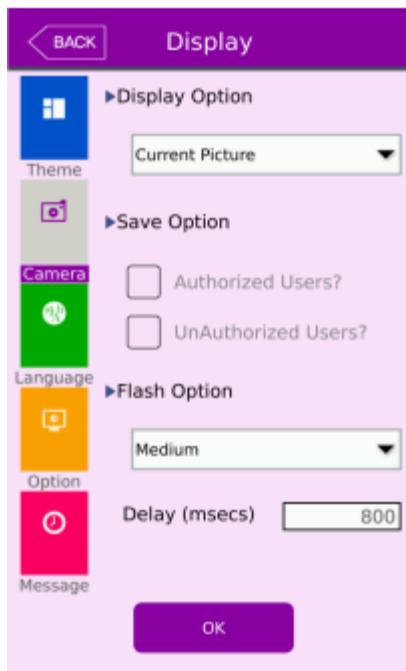 BACK
Display
Theme
Camera
Language
Option
Message
▶Display Option
Current Picture
▶Save Option
Authorized Users?
UnAuthorized Users?
▶Flash Option
Medium
Delay (msecs) 800
OK